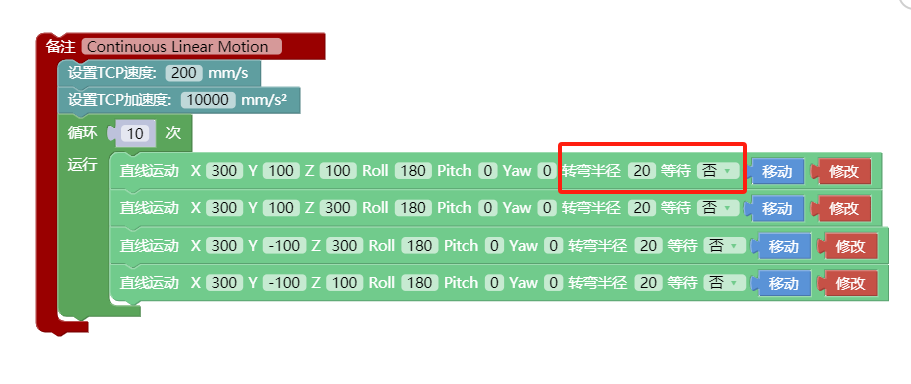 备注 Continuous Linear Motion
设置TCP速度: 200 mm/s
设置TCP加速度: 10000 mm/s²
循环 10 次
运行
直线运动 X 300 Y 100 Z 100 Roll 180 Pitch 0 Yaw 0 转弯半径 20 等待 否 移动 修改
直线运动 X 300 Y 100 Z 300 Roll 180 Pitch 0 Yaw 0 转弯半径 20 等待 否 移动 修改
直线运动 X 300 Y -100 Z 300 Roll 180 Pitch 0 Yaw 0 转弯半径 20 等待 否 移动 修改
直线运动 X 300 Y -100 Z 100 Roll 180 Pitch 0 Yaw 0 转弯半径 20 等待 否 移动 修改